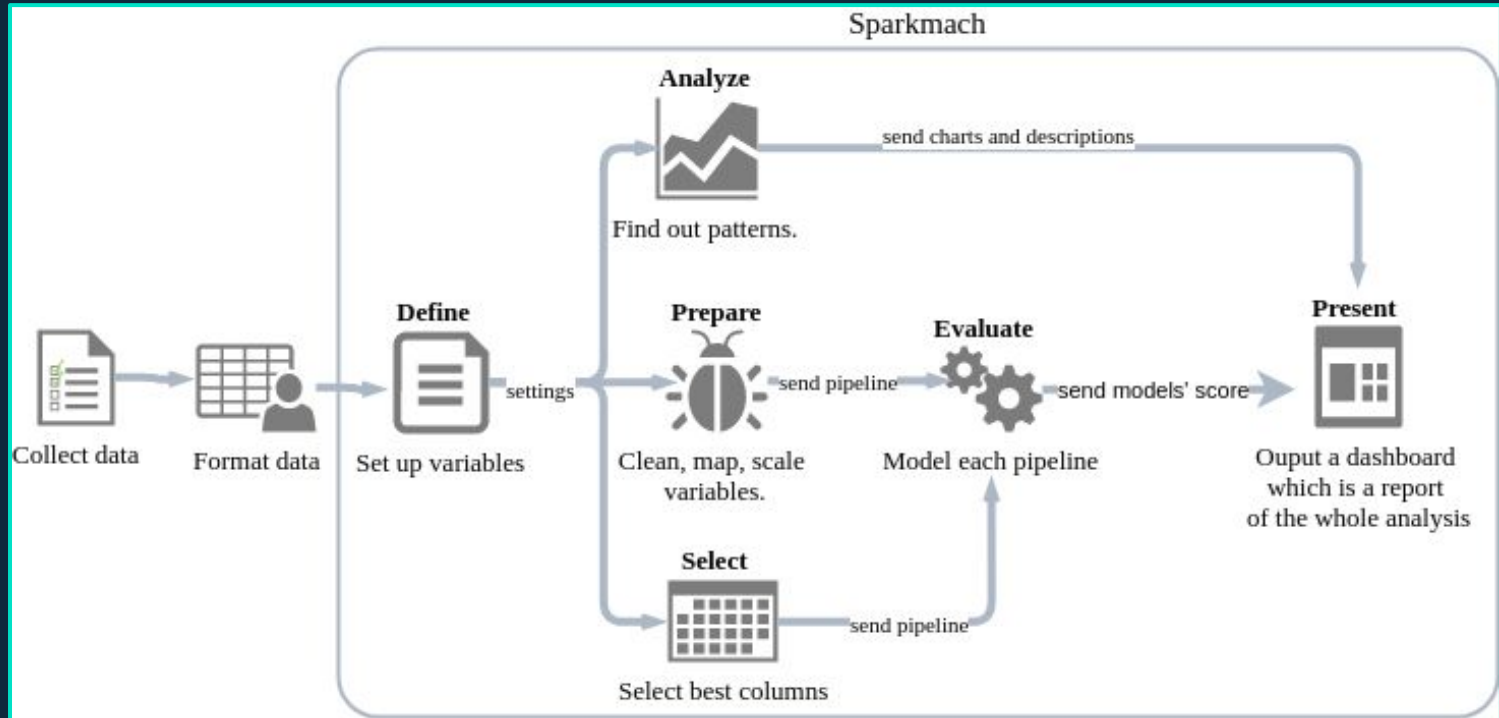 Sparkmach
Analyze
send charts and descriptions
Find out patterns.
Define
Prepare
Evaluate
Present
settings
send pipeline
send models' score
Collect data
Format data
Set up variables
Clean, map, scale
variables.
Model each pipeline
Ouput a dashboard
which is a report
of the whole analysis
Select
send pipeline
Select best columns